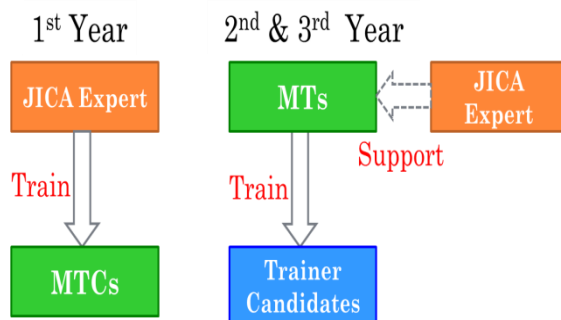 1st Year
JICA Expert
Train
MTCs
2nd & 3rd Year
MTs
JICA
Expert
Support
Train
Trainer
Candidates